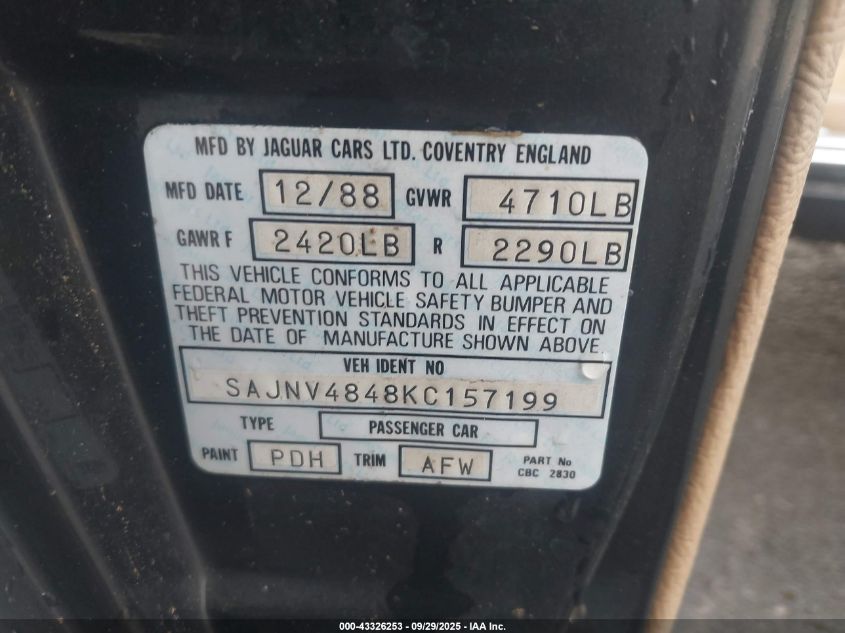 MFD BY JAGUAR CARS LTD. COVENTRY ENGLAND
MFD DATE 12/88 GVWR 4710LB
GAWR F 2420LB R 2290LB
THIS VEHICLE CONFORMS TO ALL APPLICABLE
FEDERAL MOTOR VEHICLE SAFETY BUMPER AND
THEFT PREVENTION STANDARDS IN EFFECT ON
THE DATE OF MANUFACTURE SHOWN ABOVE.
VEH IDENT NO
SAJNV4848KC157199
TYPE PASSENGER CAR
PAINT PDH TRIM AFW PART No
CBC 2830
000-43326253 - 09/29/2025 - IAA Inc.